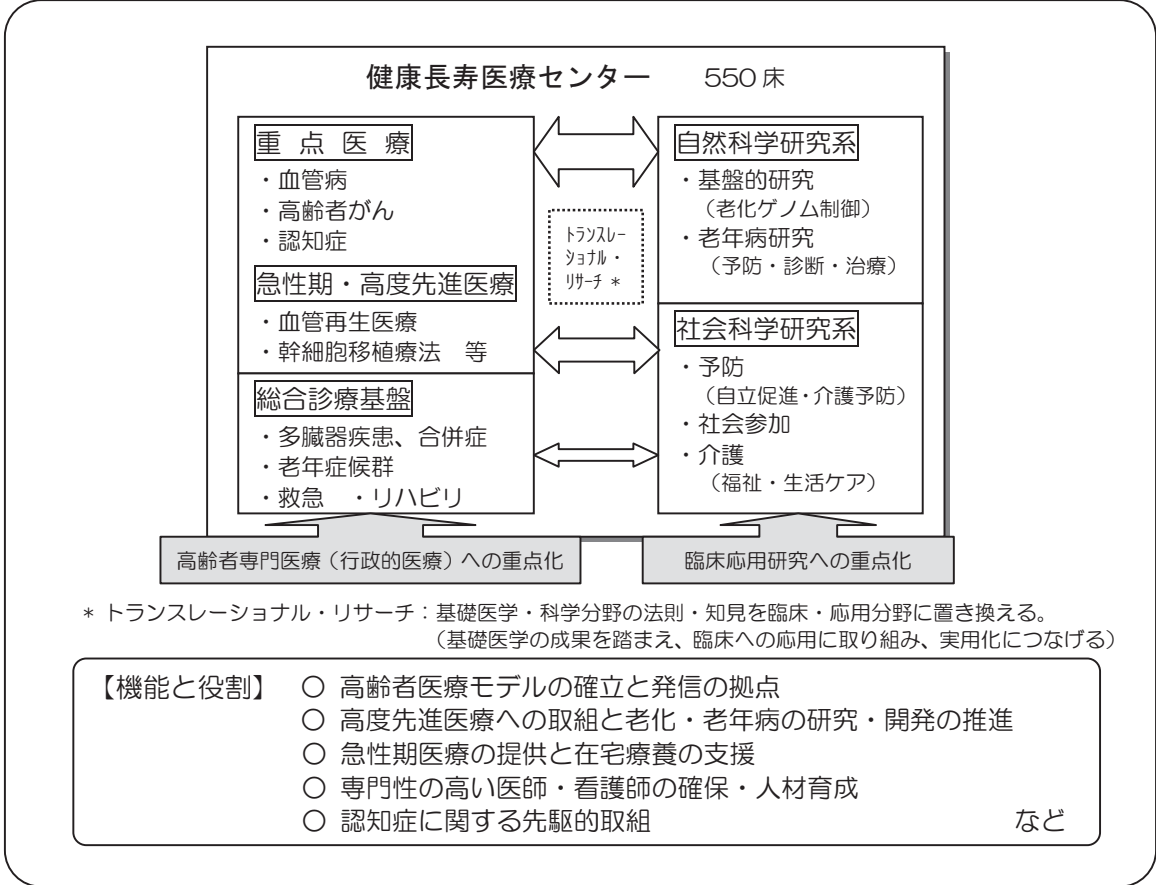 健康長寿医療センター　550床
重 点 医 療
・血管病
・高齢者がん
・認知症
急性期・高度先進医療
・血管再生医療
・幹細胞移植療法　等
総合診療基盤
・多臓器疾患、合併症
・老年症候群
・救急　・リハビリ
ﾄﾗﾝｽﾚｰ
ｼｮﾅﾙ・
ﾘｻｰﾁ *
自然科学研究系
・基盤的研究
（老化ゲノム制御）
・老年病研究
（予防・診断・治療）
社会科学研究系
・予防
（自立促進・介護予防）
・社会参加
・介護
（福祉・生活ケア）
高齢者専門医療（行政的医療）への重点化
臨床応用研究への重点化
* トランスレーショナル・リサーチ：基礎医学・科学分野の法則・知見を臨床・応用分野に置き換える。
（基礎医学の成果を踏まえ、臨床への応用に取り組み、実用化につなげる）
【機能と役割】　○ 高齢者医療モデルの確立と発信の拠点
○ 高度先進医療への取組と老化・老年病の研究・開発の推進
○ 急性期医療の提供と在宅療養の支援
○ 専門性の高い医師・看護師の確保・人材育成
○ 認知症に関する先駆的取組　など